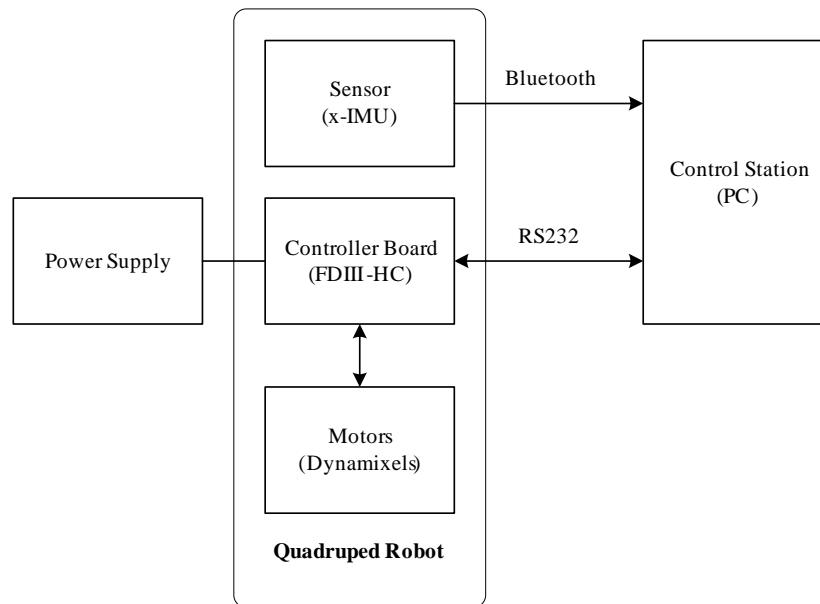 Sensor
(x-IMU)
Bluetooth
Control Station
(PC)
Power Supply
Controller Board
(FDIII-HC)
RS232
Motors
(Dynamixels)
Quadruped Robot